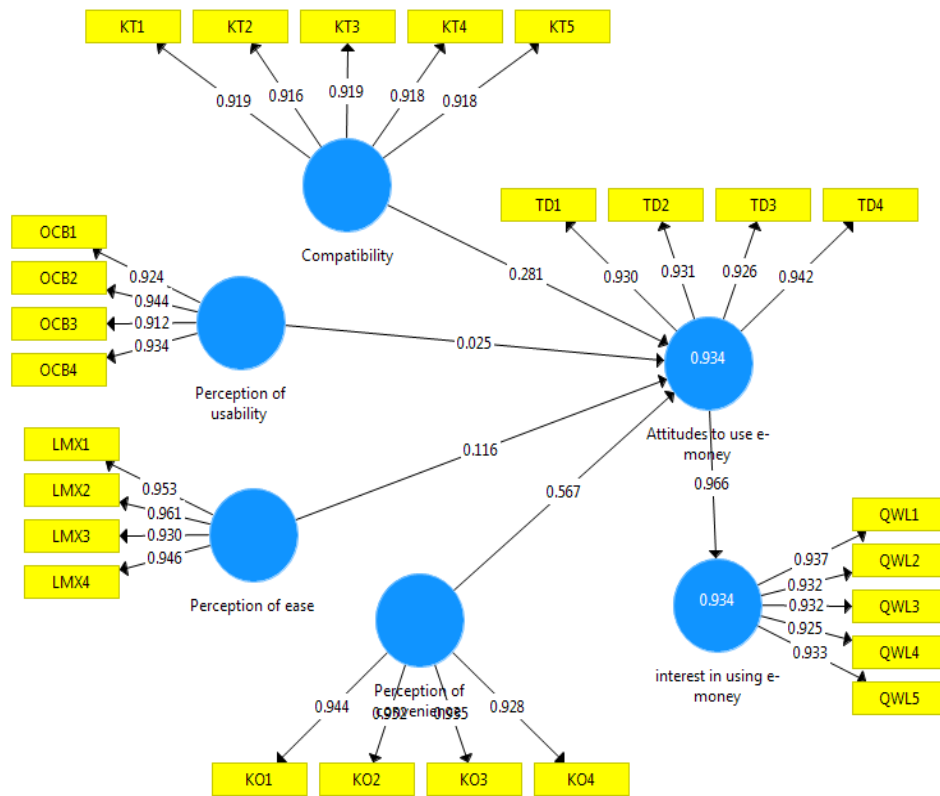 KT1 KT2 KT3 KT4 KT5
0.919 0.916 0.919 0.918 0.918
Compatibility
TD1 TD2 TD3 TD4
0.930 0.931 0.926 0.942
OCB1
OCB2
OCB3
OCB4
0.924
0.944
0.912
0.934
Perception of
usability
0.281
0.025
0.116
0.567
0.934
Attitudes to use e-
money
0.966
LMX1
LMX2
LMX3
LMX4
0.953
0.961
0.930
0.946
Perception of ease
QWL1
QWL2
QWL3
QWL4
QWL5
0.937
0.932
0.932
0.925
0.933
0.934
interest in using e-
money
Perception of
convenience
0.944 0.952 0.935 0.928
KO1 KO2 KO3 KO4